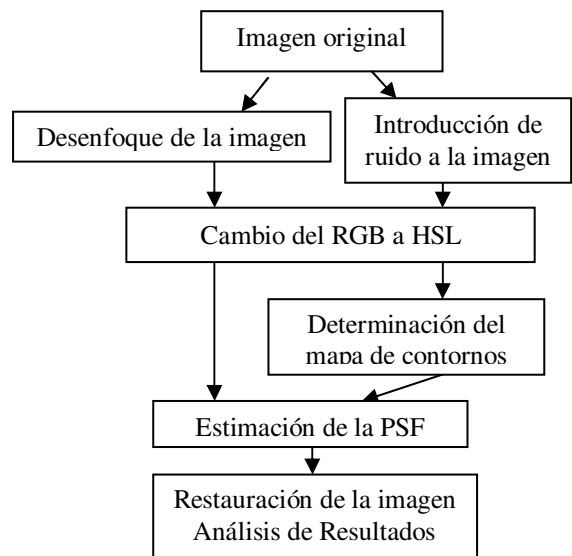 Imagen original
Desenfoque de la imagen
Introducción de
ruido a la imagen
Cambio del RGB a HSL
Determinación del
mapa de contornos
Estimación de la PSF
Restauración de la imagen
Análisis de Resultados